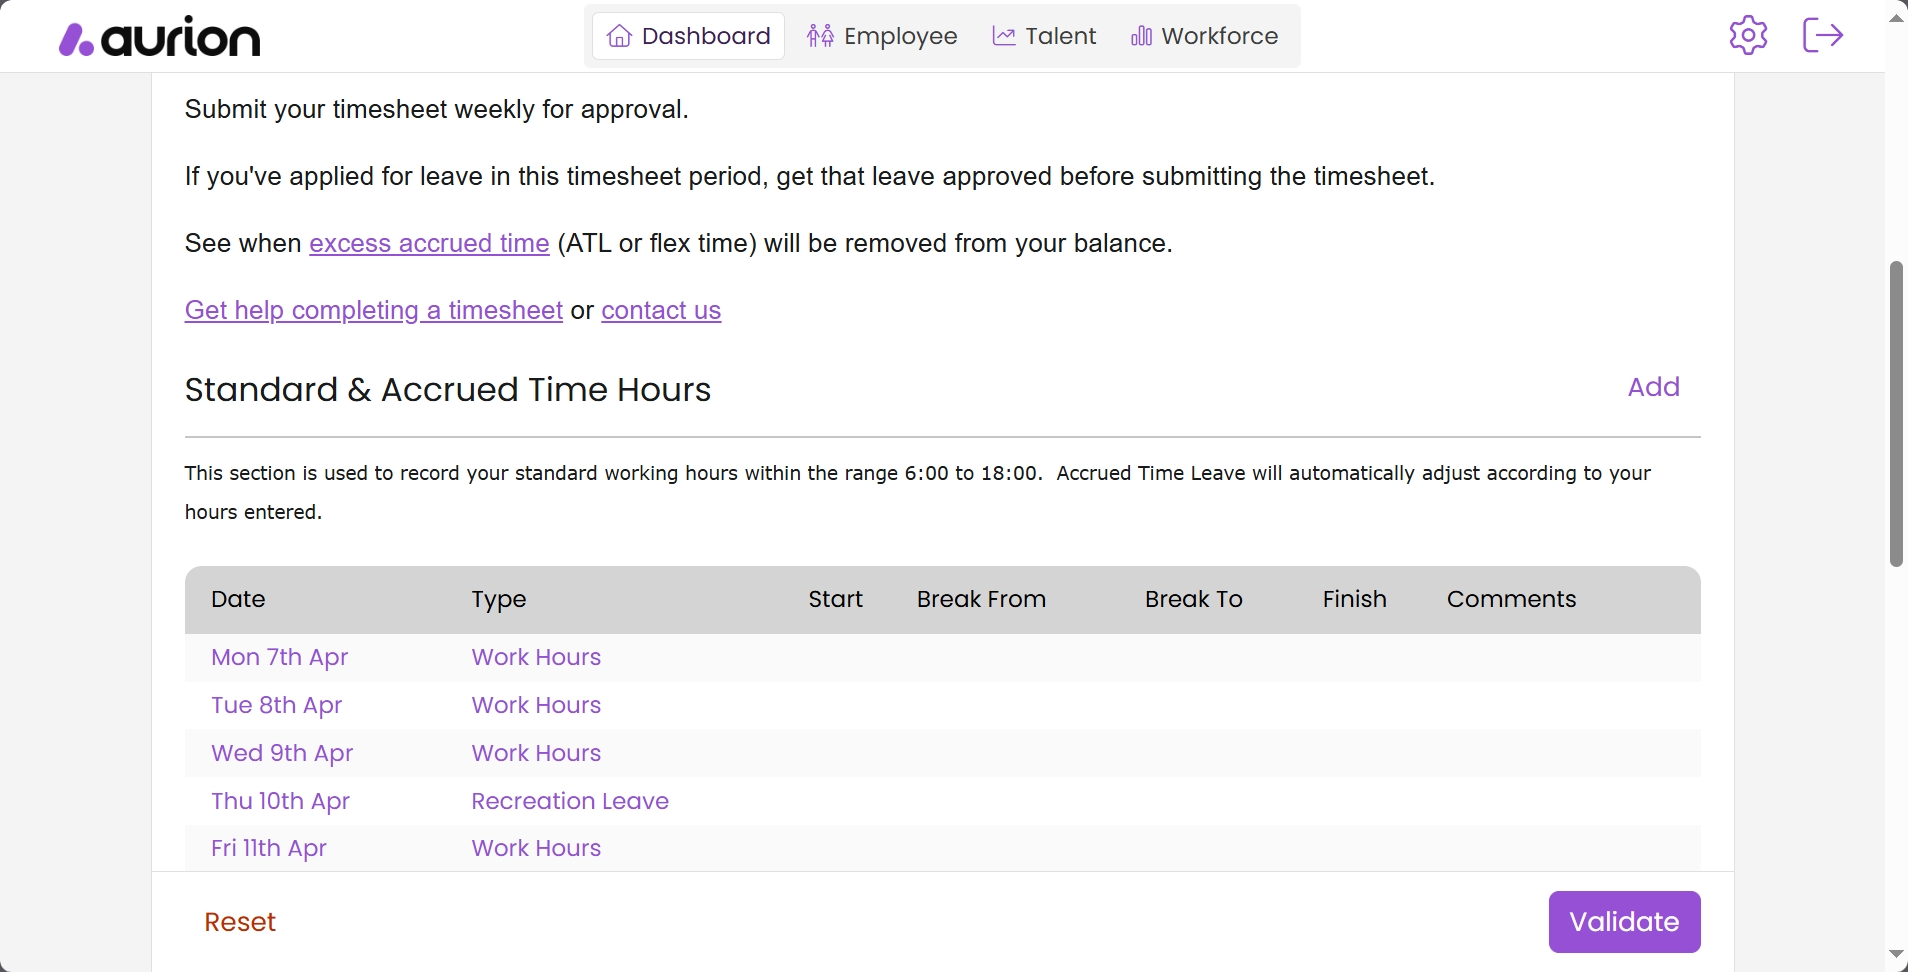 aurion
Dashboard Employee Talent Workforce
Submit your timesheet weekly for approval.
If you've applied for leave in this timesheet period, get that leave approved before submitting the timesheet.
See when excess accrued time (ATL or flex time) will be removed from your balance.
Get help completing a timesheet or contact us
Standard & Accrued Time Hours Add
This section is used to record your standard working hours within the range 6:00 to 18:00.  Accrued Time Leave will automatically adjust according to your
hours entered.
Date Type Start Break From Break To Finish Comments
Mon 7th Apr Work Hours
Tue 8th Apr Work Hours
Wed 9th Apr Work Hours
Thu 10th Apr Recreation Leave
Fri 11th Apr Work Hours
Reset Validate